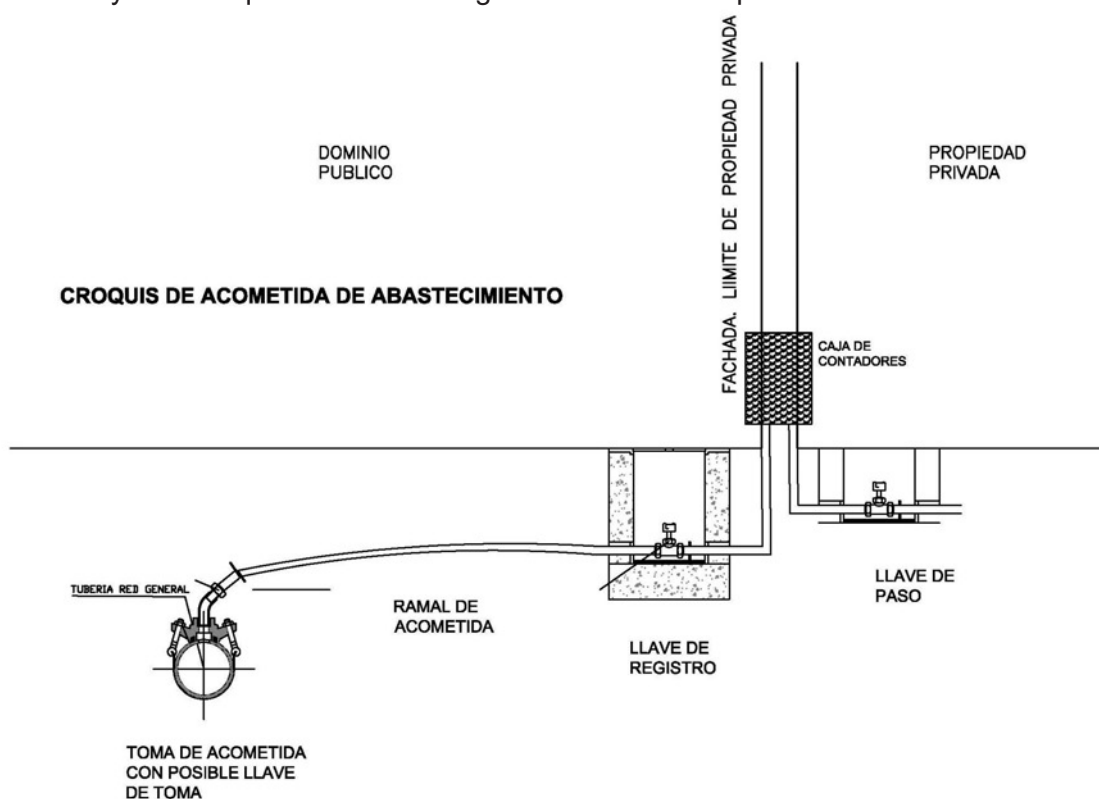 DOMINIO
PUBLICO
FACHADA. LIIMITE DE PROPIEDAD PRIVADA
PROPIEDAD
PRIVADA
CROQUIS DE ACOMETIDA DE ABASTECIMIENTO
CAJA DE
CONTADORES
TUBERIA RED GENERAL
RAMAL DE
ACOMETIDA
LLAVE DE
REGISTRO
LLAVE DE
PASO
TOMA DE ACOMETIDA
CON POSIBLE LLAVE
DE TOMA